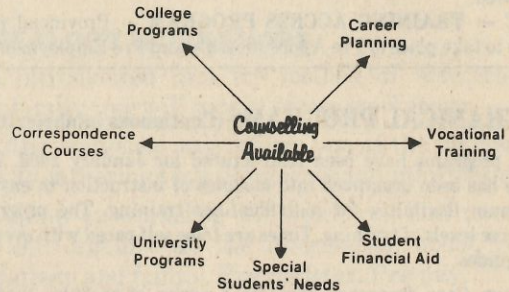 College
Programs
Career
Planning
Correspondence
Courses
Counselling
Available
Vocational
Training
University
Programs
Special
Students' Needs
Student
Financial Aid